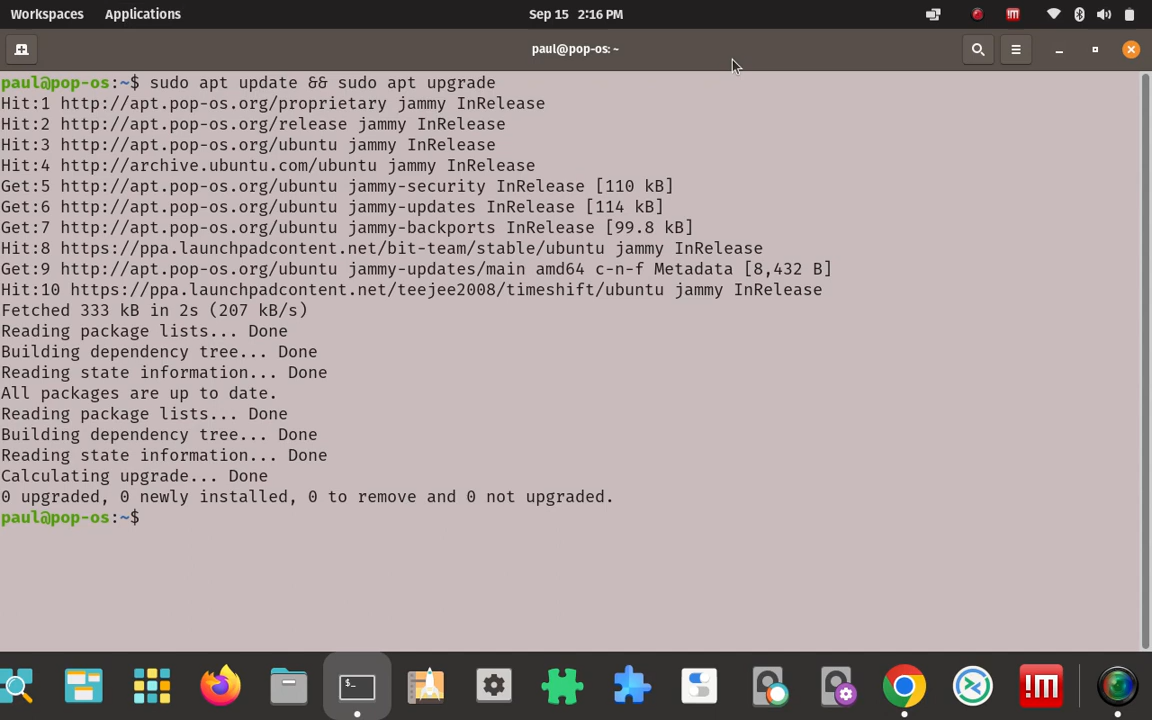 Workspaces Applications Sep 15 2:16 PM
paul@pop-os: ~
paul@pop-os:~$ sudo apt update && sudo apt upgrade
Hit:1 http://apt.pop-os.org/proprietary jammy InRelease
Hit:2 http://apt.pop-os.org/release jammy InRelease
Hit:3 http://apt.pop-os.org/ubuntu jammy InRelease
Hit:4 http://archive.ubuntu.com/ubuntu jammy InRelease
Get:5 http://apt.pop-os.org/ubuntu jammy-security InRelease [110 kB]
Get:6 http://apt.pop-os.org/ubuntu jammy-updates InRelease [114 kB]
Get:7 http://apt.pop-os.org/ubuntu jammy-backports InRelease [99.8 kB]
Hit:8 https://ppa.launchpadcontent.net/bit-team/stable/ubuntu jammy InRelease
Get:9 http://apt.pop-os.org/ubuntu jammy-updates/main amd64 c-n-f Metadata [8,432 B]
Hit:10 https://ppa.launchpadcontent.net/teejee2008/timeshift/ubuntu jammy InRelease
Fetched 333 kB in 2s (207 kB/s)
Reading package lists... Done
Building dependency tree... Done
Reading state information... Done
All packages are up to date.
Reading package lists... Done
Building dependency tree... Done
Reading state information... Done
Calculating upgrade... Done
0 upgraded, 0 newly installed, 0 to remove and 0 not upgraded.
paul@pop-os:~$
$_
!M